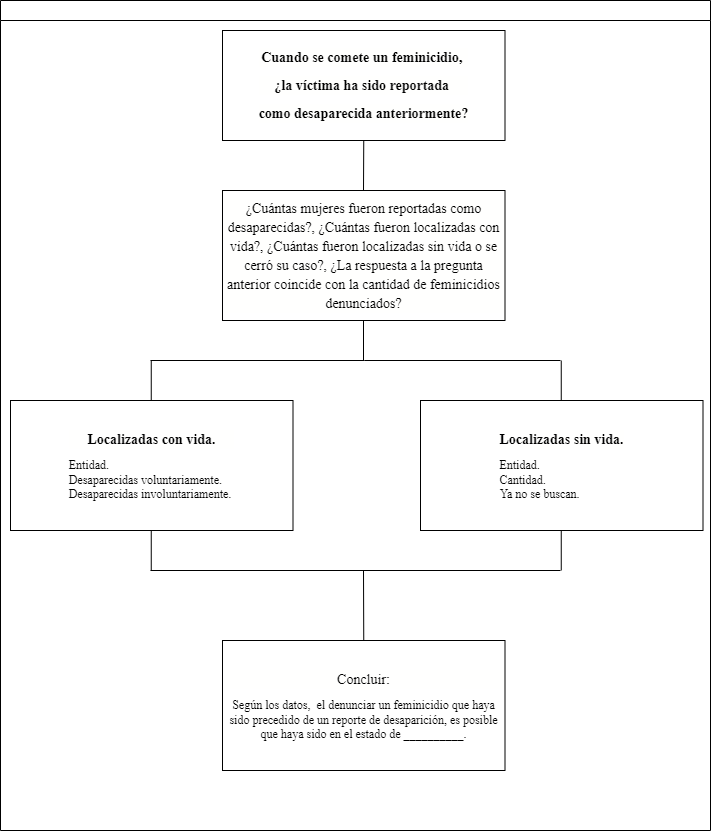 Cuando se comete un feminicidio,
¿la víctima ha sido reportada
como desaparecida anteriormente?
¿Cuántas mujeres fueron reportadas como
desaparecidas?, ¿Cuántas fueron localizadas con
vida?, ¿Cuántas fueron localizadas sin vida o se
cerró su caso?, ¿La respuesta a la pregunta
anterior coincide con la cantidad de feminicidios
denunciados?
Localizadas con vida.
Entidad.
Desaparecidas voluntariamente.
Desaparecidas involuntariamente.
Localizadas sin vida.
Entidad.
Cantidad.
Ya no se buscan.
Concluir:
Según los datos, el denunciar un feminicidio que haya
sido precedido de un reporte de desaparición, es posible
que haya sido en el estado de __________.